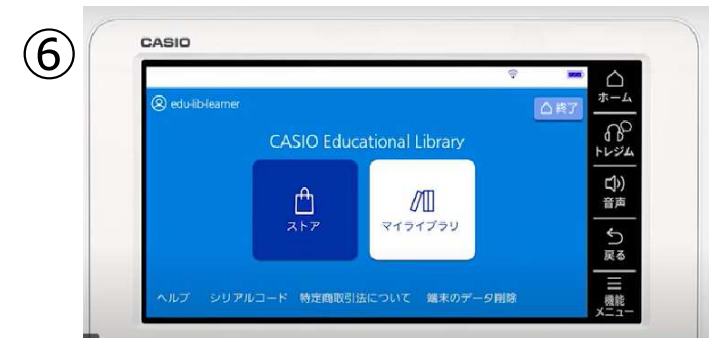 ⑥
CASIO
edu-lib-learner
終了
CASIO Educational Library
ストア
マイライブラリ
ヘルプ シリアルコード 特定商取引法について 端末のデータ削除
ホーム
トレジム
音声
戻る
機能
メニュー